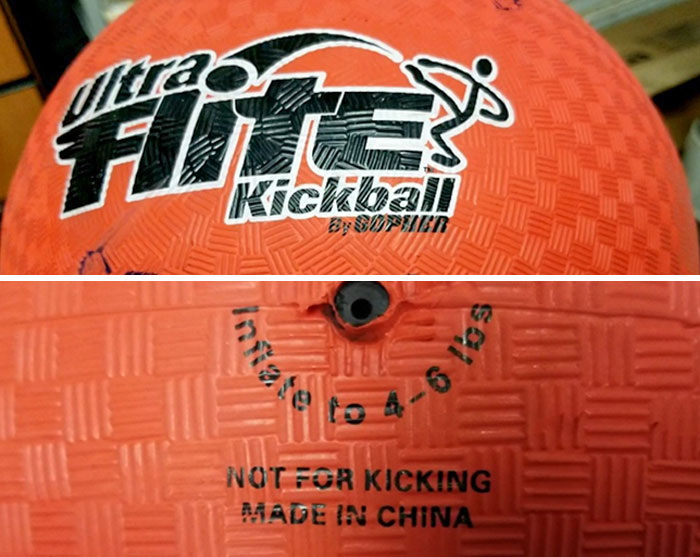 Ultra
FLiTE
Kickball
By GOPHER
Inflate to 4-6 lbs
NOT FOR KICKING
MADE IN CHINA